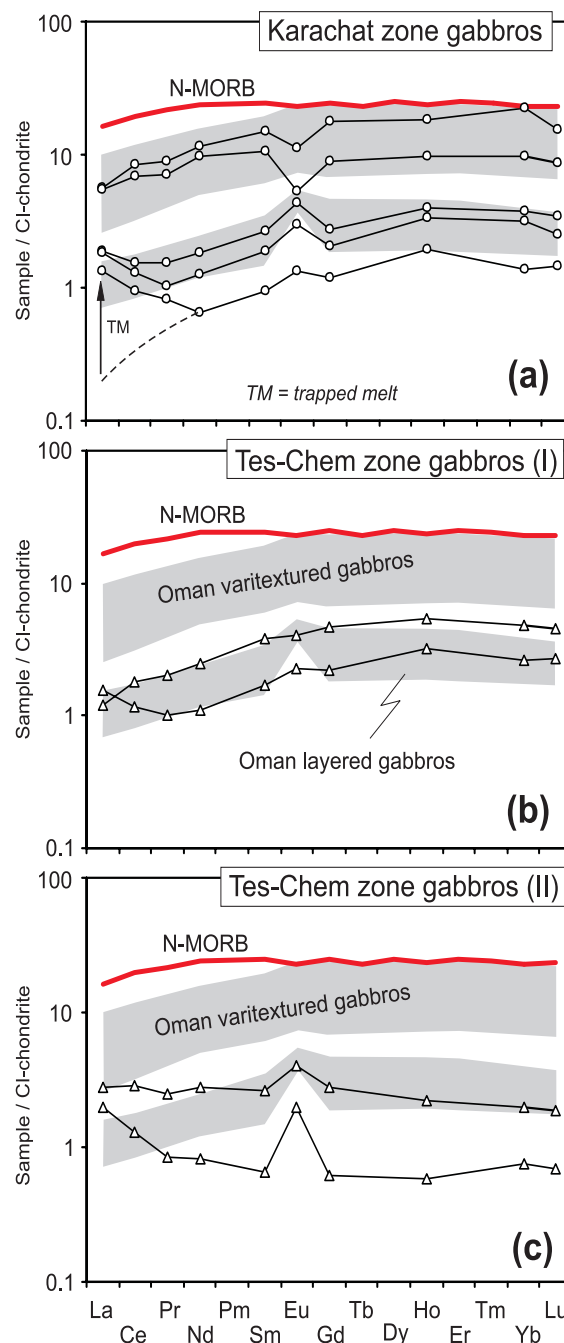 100
Karachat zone gabbros
N-MORB
10
Sample / CI-chondrite
1
TM
(a)
TM = trapped melt
0.1
100
Tes-Chem zone gabbros (I)
N-MORB
Oman varitextured gabbros
10
Sample / CI-chondrite
1
Oman layered gabbros
(b)
0.1
100
Tes-Chem zone gabbros (II)
N-MORB
Oman varitextured gabbros
10
Sample / CI-chondrite
1
(c)
0.1
La Pr Pm Eu Tb Ho Tm Lu
Ce Nd Sm Gd Dy Er Yb